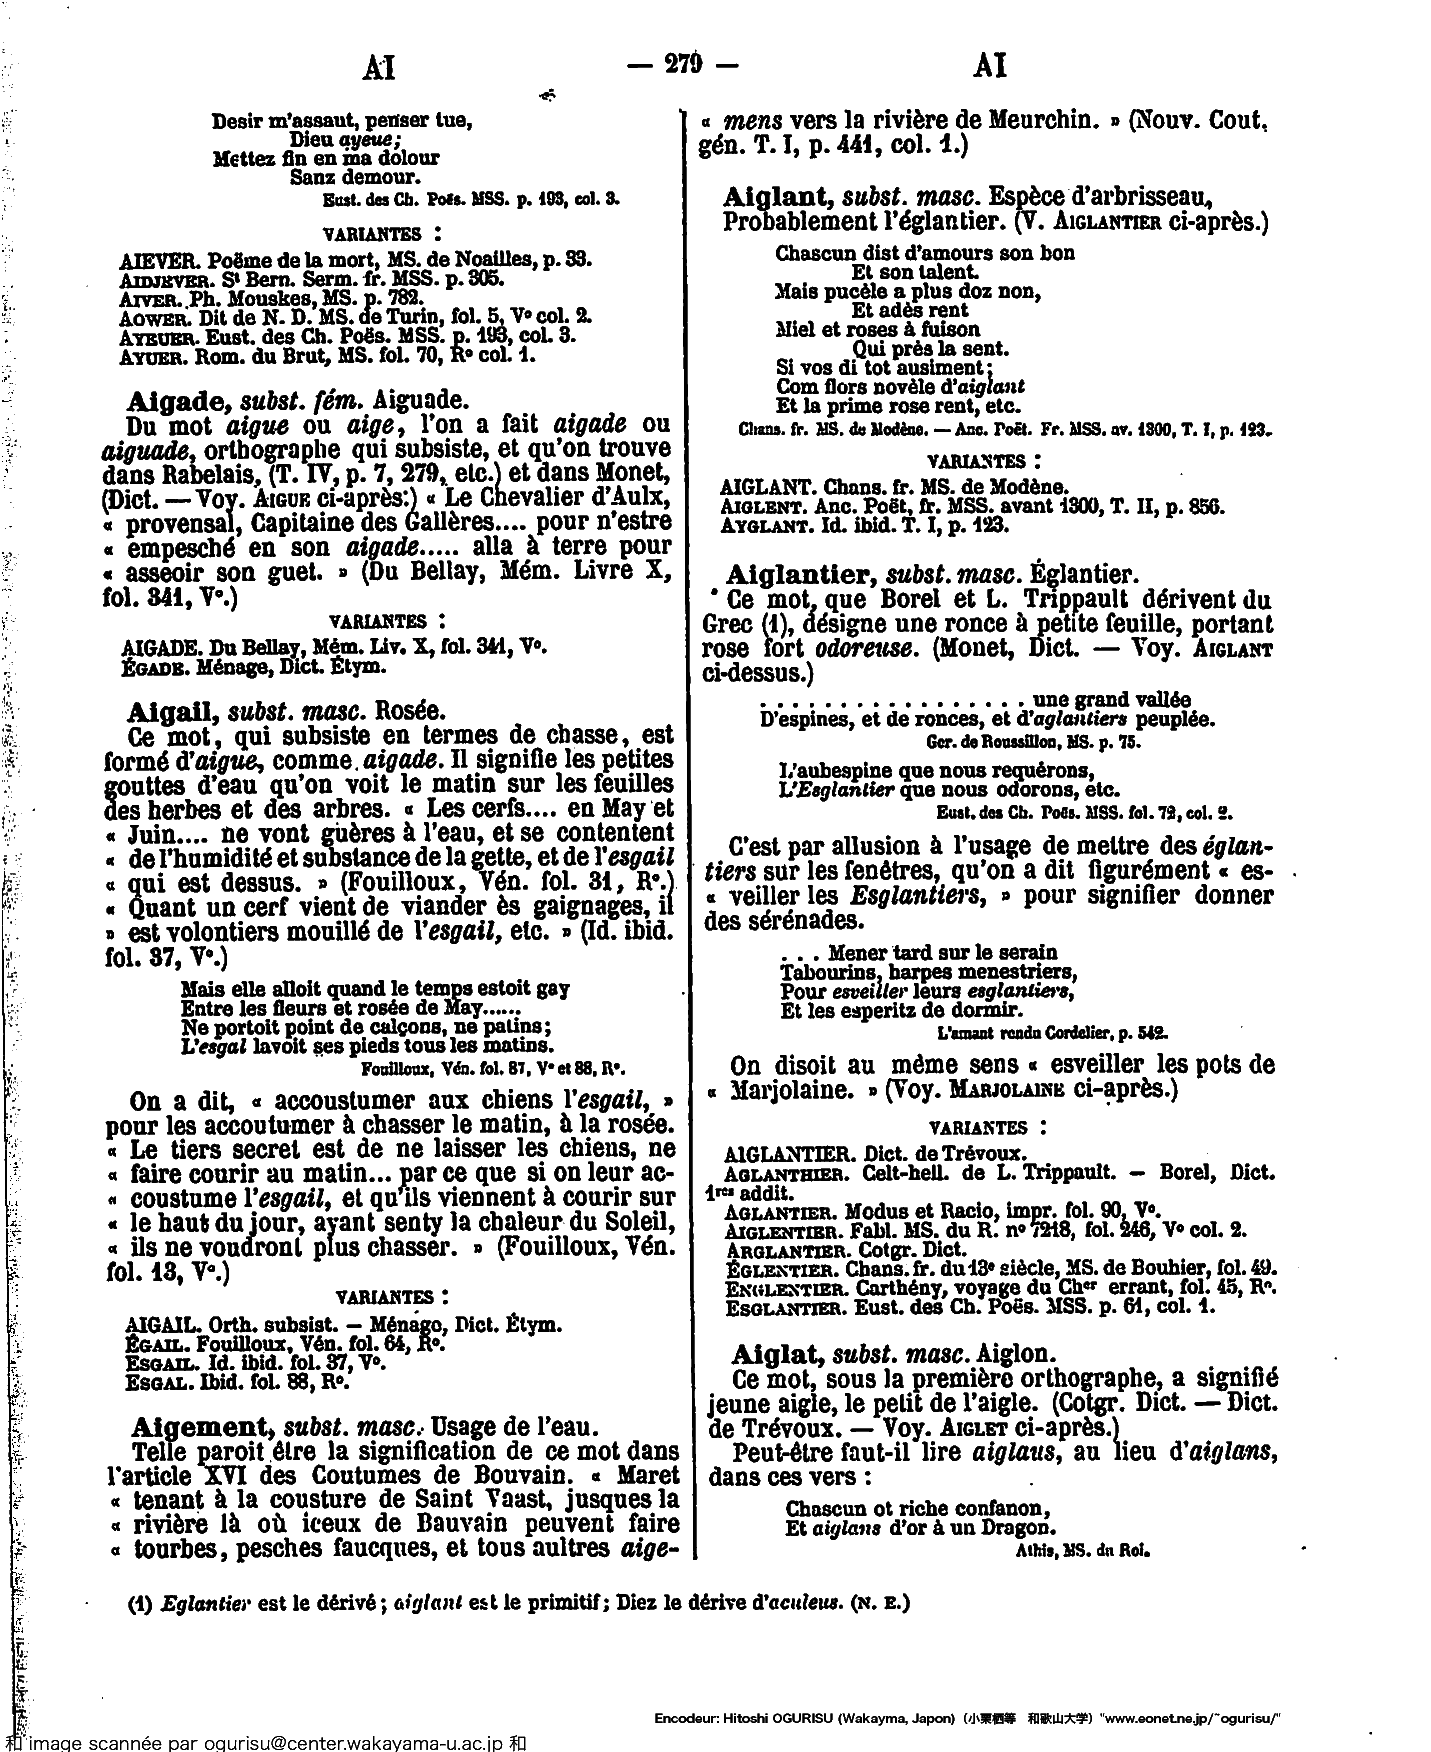 AI — 279 — AI
Desir m'assaut, penser tue,
Dieu ayeue;
Mettez fin en ma dolour
Sanz demour.
Eust. des Ch. Poës. MSS. p. 193, col. 3.
VARIANTES :
AIEVER. Poëme de la mort, MS. de Noailles, p. 33.
AIDJEVER. St Bern. Serm. fr. MSS. p. 305.
AIVER. Ph. Mouskes, MS. p. 782.
AOWER. Dit de N. D. MS. de Turin, fol. 5, Vº col. 2.
AYEUER. Eust. des Ch. Poës. MSS. p. 193, col. 3.
AYUER. Rom. du Brut, MS. fol. 70, Rº col. 1.
Aigade, subst. fém. Aiguade.
Du mot aigue ou aige, l'on a fait aigade ou
aiguade, orthographe qui subsiste, et qu'on trouve
dans Rabelais, (T. IV, p. 7, 279, etc.) et dans Monet,
(Dict. — Voy. AIGUE ci-après.) « Le Chevalier d'Aulx,
« provensal, Capitaine des Gallères.... pour n'estre
« empesché en son aigade..... alla à terre pour
« asseoir son guet. » (Du Bellay, Mém. Livre X,
fol. 341, Vº.)
VARIANTES :
AIGADE. Du Bellay, Mém. Liv. X, fol. 341, Vº.
ÉGADE. Ménage, Dict. Étym.
Aigail, subst. masc. Rosée.
Ce mot, qui subsiste en termes de chasse, est
formé d'aigue, comme aigade. Il signifie les petites
gouttes d'eau qu'on voit le matin sur les feuilles
des herbes et des arbres. « Les cerfs.... en May et
« Juin.... ne vont guères à l'eau, et se contentent
« de l'humidité et substance de la gette, et de l'esgail
« qui est dessus. » (Fouilloux, Vén. fol. 31, Rº.)
« Quant un cerf vient de viander ès gaignages, il
» est volontiers mouillé de l'esgail, etc. » (Id. ibid.
fol. 37, Vº.)
Mais elle alloit quand le temps estoit gay
Entre les fleurs et rosée de May......
Ne portoit point de calçons, ne patins;
L'esgal lavoit ses pieds tous les matins.
Fouilloux, Vén. fol. 87, Vº et 88, Rº.
On a dit, « accoustumer aux chiens l'esgail, »
pour les accoutumer à chasser le matin, à la rosée.
« Le tiers secret est de ne laisser les chiens, ne
« faire courir au matin... par ce que si on leur ac-
« coustume l'esgail, et qu'ils viennent à courir sur
« le haut du jour, ayant senty la chaleur du Soleil,
« ils ne voudront plus chasser. » (Fouilloux, Vén.
fol. 13, Vº.)
VARIANTES :
AIGAIL. Orth. subsist. — Ménage, Dict. Étym.
ÉGAIL. Fouilloux, Vén. fol. 64, Rº.
ESGAIL. Id. ibid. fol. 37, Vº.
ESGAL. Ibid. fol. 88, Rº.
Aigement, subst. masc. Usage de l'eau.
Telle paroit être la signification de ce mot dans
l'article XVI des Coutumes de Bouvain. « Maret
« tenant à la cousture de Saint Vaast, jusques la
« rivière là où iceux de Bauvain peuvent faire
« tourbes, pesches faucques, et tous aultres aige-
« mens vers la rivière de Meurchin. » (Nouv. Cout.
gén. T. I, p. 441, col. 1.)
Aiglant, subst. masc. Espèce d'arbrisseau,
Probablement l'églantier. (V. AIGLANTIER ci-après.)
Chascun dist d'amours son bon
Et son talent.
Mais pucèle a plus doz non,
Et adès rent
Miel et roses à fuison
Qui près la sent.
Si vos di tot ausiment;
Com flors novèle d'aiglant
Et la prime rose rent, etc.
Chans. fr. MS. de Modène. — Anc. Poët. Fr. MSS. av. 1300, T. I, p. 123.
VARIANTES :
AIGLANT. Chans. fr. MS. de Modène.
AIGLENT. Anc. Poët, fr. MSS. avant 1300, T. II, p. 856.
AYGLANT. Id. ibid. T. I, p. 123.
Aiglantier, subst. masc. Églantier.
Ce mot, que Borel et L. Trippault dérivent du
Grec (1), désigne une ronce à petite feuille, portant
rose fort odoreuse. (Monet, Dict. — Voy. AIGLANT
ci-dessus.)
. . . . . . . . . . . . . . . . une grand vallée
D'espines, et de ronces, et d'aglantiers peuplée.
Ger. de Roussillon, MS. p. 75.
L'aubespine que nous requérons,
L'Esglantier que nous odorons, etc.
Eust. des Ch. Poës. MSS. fol. 72, col. 2.
C'est par allusion à l'usage de mettre des églan-
tiers sur les fenêtres, qu'on a dit figurément « es-
« veiller les Esglantiers, » pour signifier donner
des sérénades.
. . . Mener tard sur le serain
Tabourins, harpes menestriers,
Pour esveiller leurs esglantiers,
Et les esperitz de dormir.
L'amant rendu Cordelier, p. 542.
On disoit au même sens « esveiller les pots de
« Marjolaine. » (Voy. MARJOLAINE ci-après.)
VARIANTES :
AIGLANTIER. Dict. de Trévoux.
AGLANTHIER. Celt-hell. de L. Trippault. — Borel, Dict.
1res addit.
AGLANTIER. Modus et Racio, impr. fol. 90, Vº.
AIGLENTIER. Fabl. MS. du R. nº 7218, fol. 246, Vº col. 2.
ARGLANTIER. Cotgr. Dict.
ÉGLENTIER. Chans. fr. du 13e siècle, MS. de Bouhier, fol. 49.
ENGLENTIER. Carthény, voyage du Cher errant, fol. 45, Rº.
ESGLANTIER. Eust. des Ch. Poës. MSS. p. 61, col. 1.
Aiglat, subst. masc. Aiglon.
Ce mot, sous la première orthographe, a signifié
jeune aigle, le petit de l'aigle. (Cotgr. Dict. — Dict.
de Trévoux. — Voy. AIGLET ci-après.)
Peut-être faut-il lire aiglaus, au lieu d'aiglans,
dans ces vers :
Chascun ot riche confanon,
Et aiglans d'or à un Dragon.
Athis, MS. du Roi.
(1) Eglantier est le dérivé; aiglant est le primitif; Diez le dérive d'aculeus. (N. E.)
Encodeur: Hitoshi OGURISU (Wakayma, Japon) (小栗栖等 和歌山大学) "www.eonet.ne.jp/~ogurisu/"
和 image scannée par ogurisu@center.wakayama-u.ac.jp 和